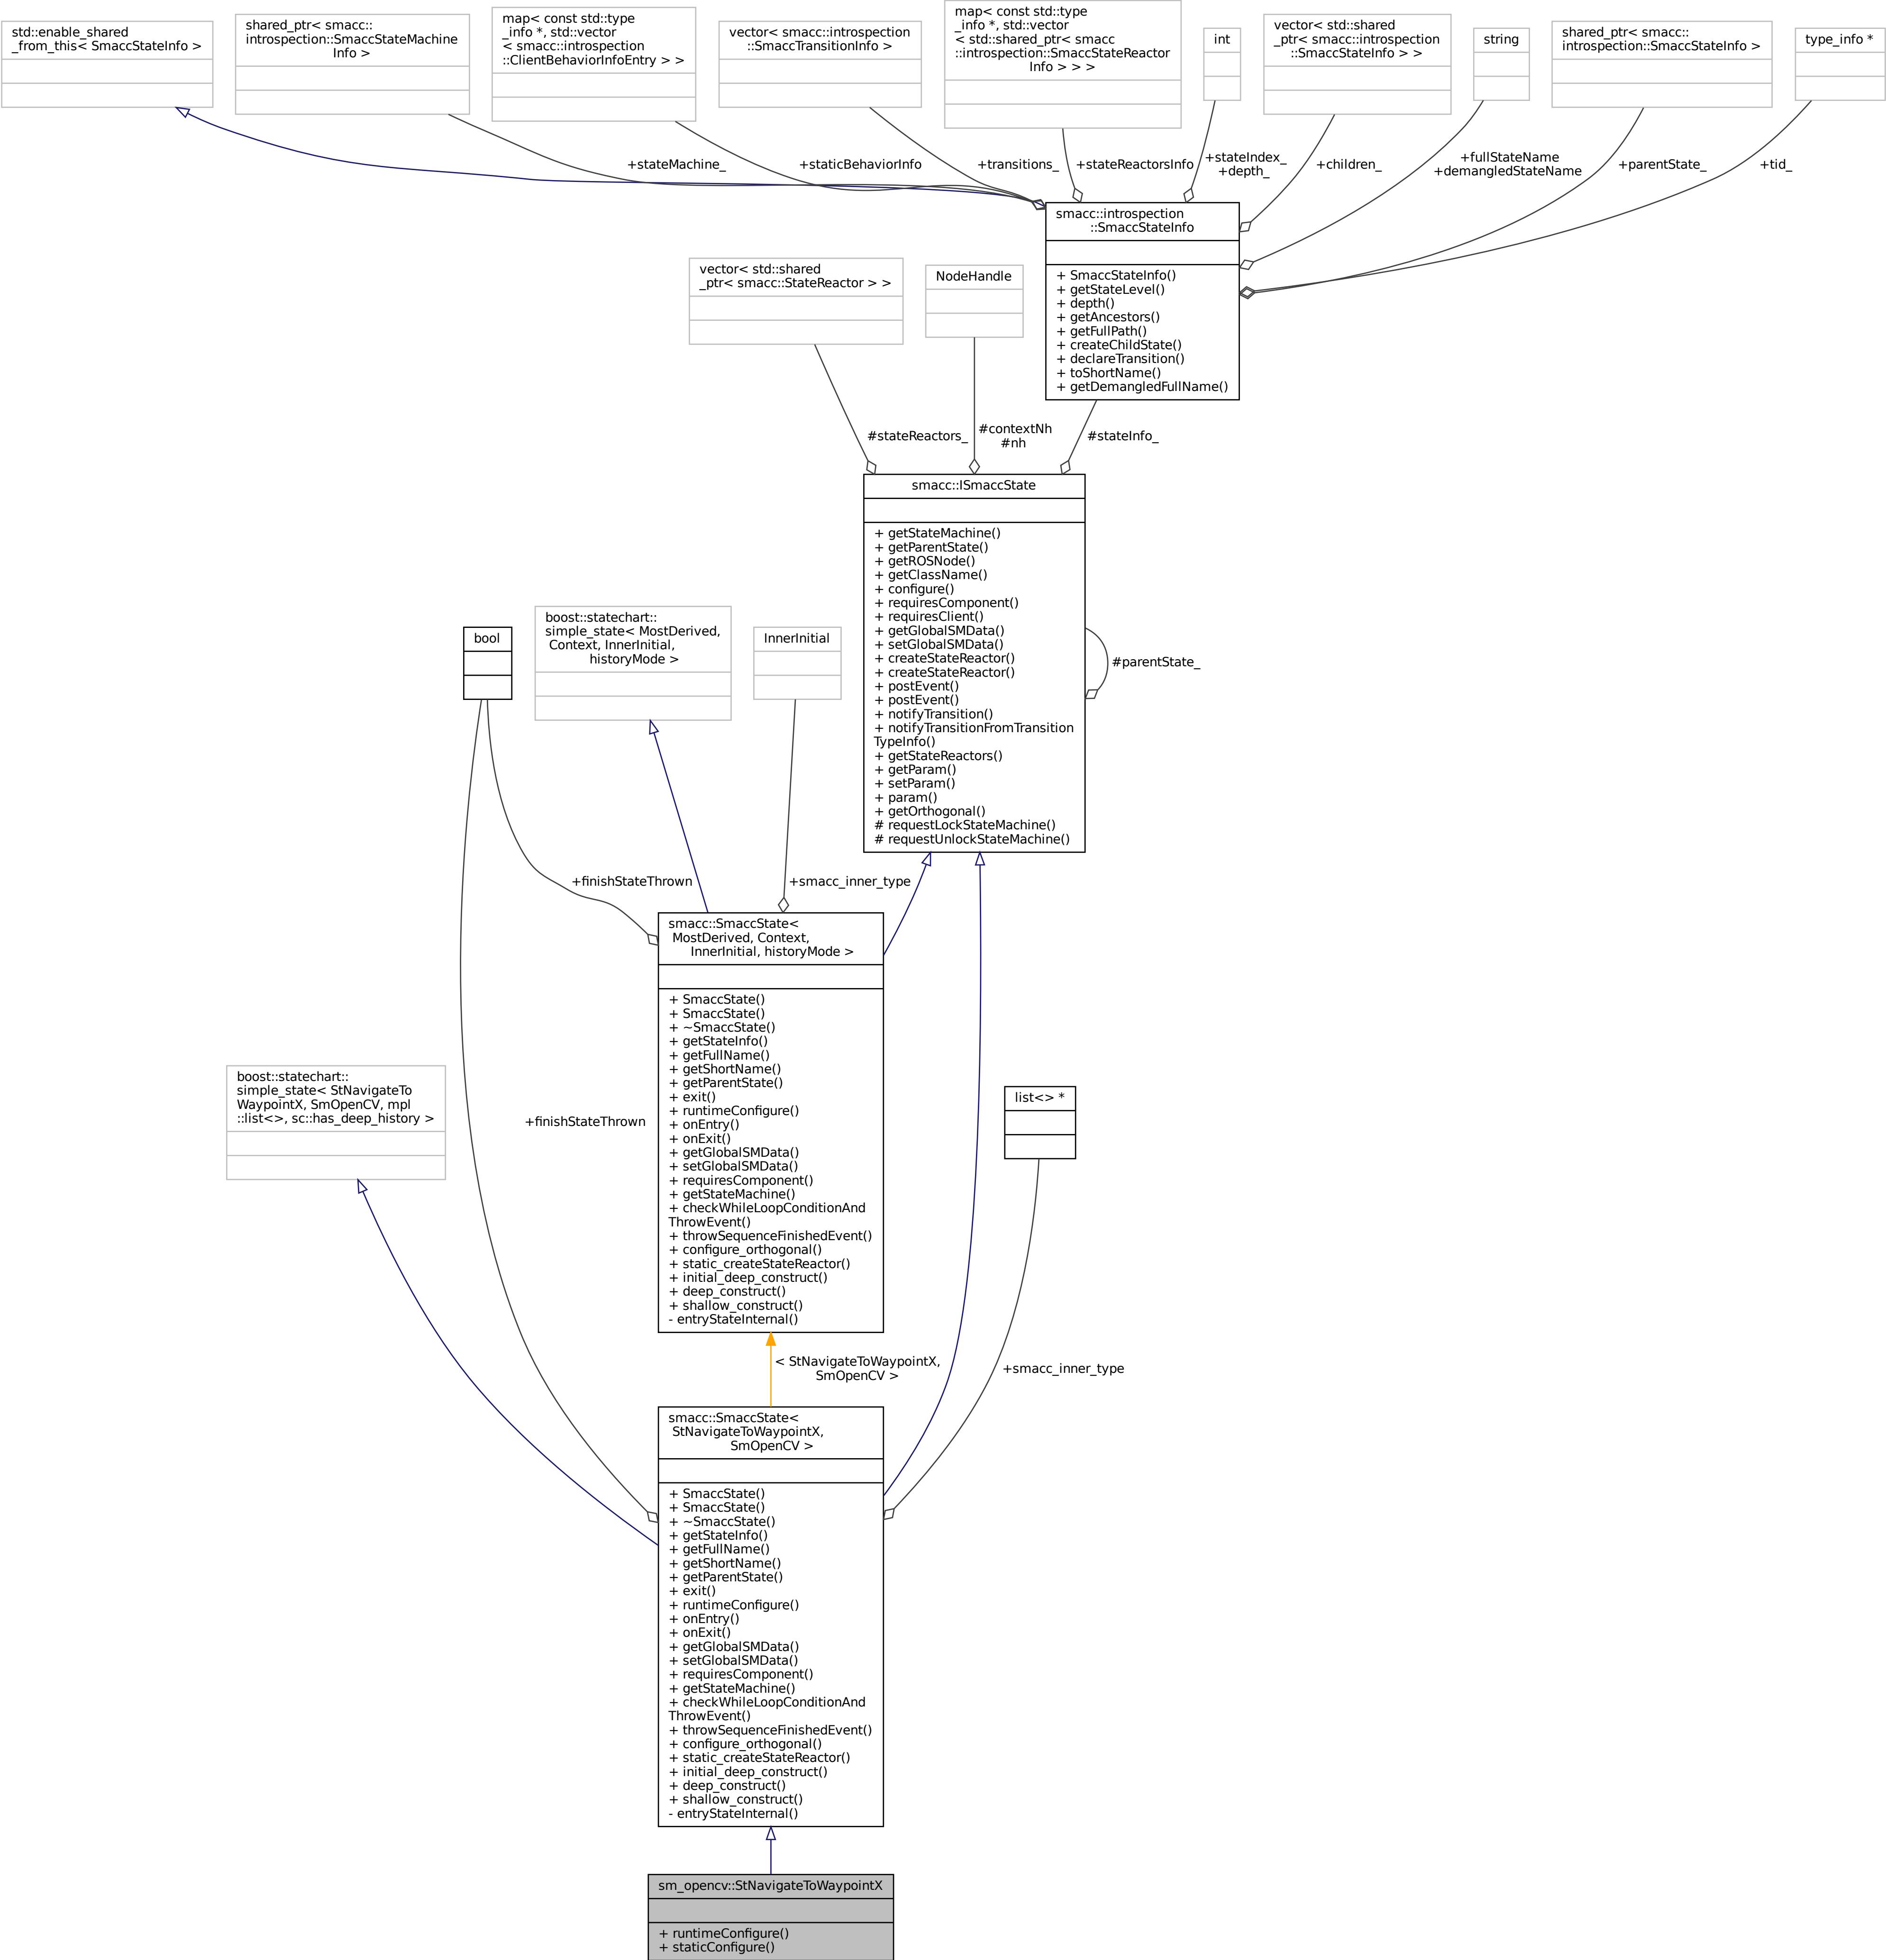 std::enable_shared
_from_this< SmaccStateInfo >
shared_ptr< smacc::
introspection::SmaccStateMachine
Info >
map< const std::type
_info *, std::vector
< smacc::introspection
::ClientBehaviorInfoEntry > >
vector< smacc::introspection
::SmaccTransitionInfo >
map< const std::type
_info *, std::vector
< std::shared_ptr< smacc
::introspection::SmaccStateReactor
Info > > >
int
vector< std::shared
_ptr< smacc::introspection
::SmaccStateInfo > >
string
shared_ptr< smacc::
introspection::SmaccStateInfo >
type_info *
+stateMachine_
+staticBehaviorInfo
+transitions_
+stateReactorsInfo
+stateIndex_
+depth_
+children_
+fullStateName
+demangledStateName
+parentState_
+tid_
smacc::introspection
::SmaccStateInfo
+ SmaccStateInfo()
+ getStateLevel()
+ depth()
+ getAncestors()
+ getFullPath()
+ createChildState()
+ declareTransition()
+ toShortName()
+ getDemangledFullName()
vector< std::shared
_ptr< smacc::StateReactor > >
NodeHandle
#stateReactors_
#contextNh
#nh
#stateInfo_
smacc::ISmaccState
+ getStateMachine()
+ getParentState()
+ getROSNode()
+ getClassName()
+ configure()
+ requiresComponent()
+ requiresClient()
+ getGlobalSMData()
+ setGlobalSMData()
+ createStateReactor()
+ createStateReactor()
+ postEvent()
+ postEvent()
+ notifyTransition()
+ notifyTransitionFromTransition
TypeInfo()
+ getStateReactors()
+ getParam()
+ setParam()
+ param()
+ getOrthogonal()
# requestLockStateMachine()
# requestUnlockStateMachine()
#parentState_
bool
boost::statechart::
simple_state< MostDerived,
Context, InnerInitial,
historyMode >
InnerInitial
+finishStateThrown
+smacc_inner_type
smacc::SmaccState<
MostDerived, Context,
InnerInitial, historyMode >
+ SmaccState()
+ SmaccState()
+ ~SmaccState()
+ getStateInfo()
+ getFullName()
+ getShortName()
+ getParentState()
+ exit()
+ runtimeConfigure()
+ onEntry()
+ onExit()
+ getGlobalSMData()
+ setGlobalSMData()
+ requiresComponent()
+ getStateMachine()
+ checkWhileLoopConditionAnd
ThrowEvent()
+ throwSequenceFinishedEvent()
+ configure_orthogonal()
+ static_createStateReactor()
+ initial_deep_construct()
+ deep_construct()
+ shallow_construct()
- entryStateInternal()
boost::statechart::
simple_state< StNavigateTo
WaypointX, SmOpenCV, mpl
::list<>, sc::has_deep_history >
+finishStateThrown
list<> *
< StNavigateToWaypointX,
SmOpenCV >
+smacc_inner_type
smacc::SmaccState<
StNavigateToWaypointX,
SmOpenCV >
+ SmaccState()
+ SmaccState()
+ ~SmaccState()
+ getStateInfo()
+ getFullName()
+ getShortName()
+ getParentState()
+ exit()
+ runtimeConfigure()
+ onEntry()
+ onExit()
+ getGlobalSMData()
+ setGlobalSMData()
+ requiresComponent()
+ getStateMachine()
+ checkWhileLoopConditionAnd
ThrowEvent()
+ throwSequenceFinishedEvent()
+ configure_orthogonal()
+ static_createStateReactor()
+ initial_deep_construct()
+ deep_construct()
+ shallow_construct()
- entryStateInternal()
sm_opencv::StNavigateToWaypointX
+ runtimeConfigure()
+ staticConfigure()